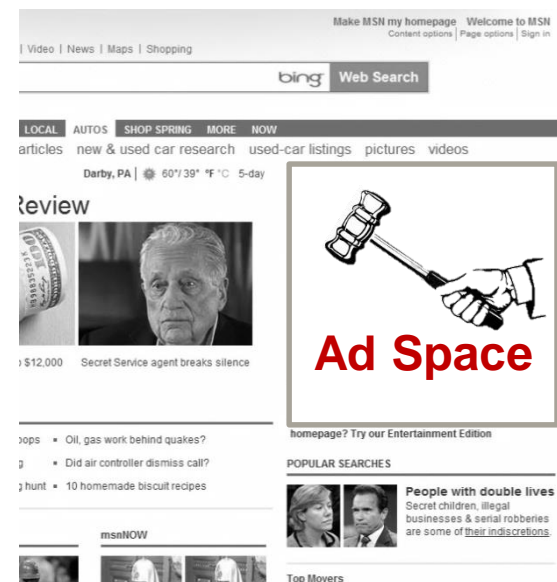 Make MSN my homepage Welcome to MSN
Content options | Page options | Sign in
| Video | News | Maps | Shopping
bing Web Search
LOCAL AUTOS SHOP SPRING MORE NOW
articles new & used car research used-car listings pictures videos
Darby, PA | 60°/39° °F °C 5-day
Review
Ad Space
$12,000 Secret Service agent breaks silence
homepage? Try our Entertainment Edition
▪ Oil, gas work behind quakes?
▪ Did air controller dismiss call?
hunt ▪ 10 homemade biscuit recipes
POPULAR SEARCHES
People with double lives
Secret children, illegal
businesses & serial robberies
are some of their indiscretions.
msnNOW
Top Movers